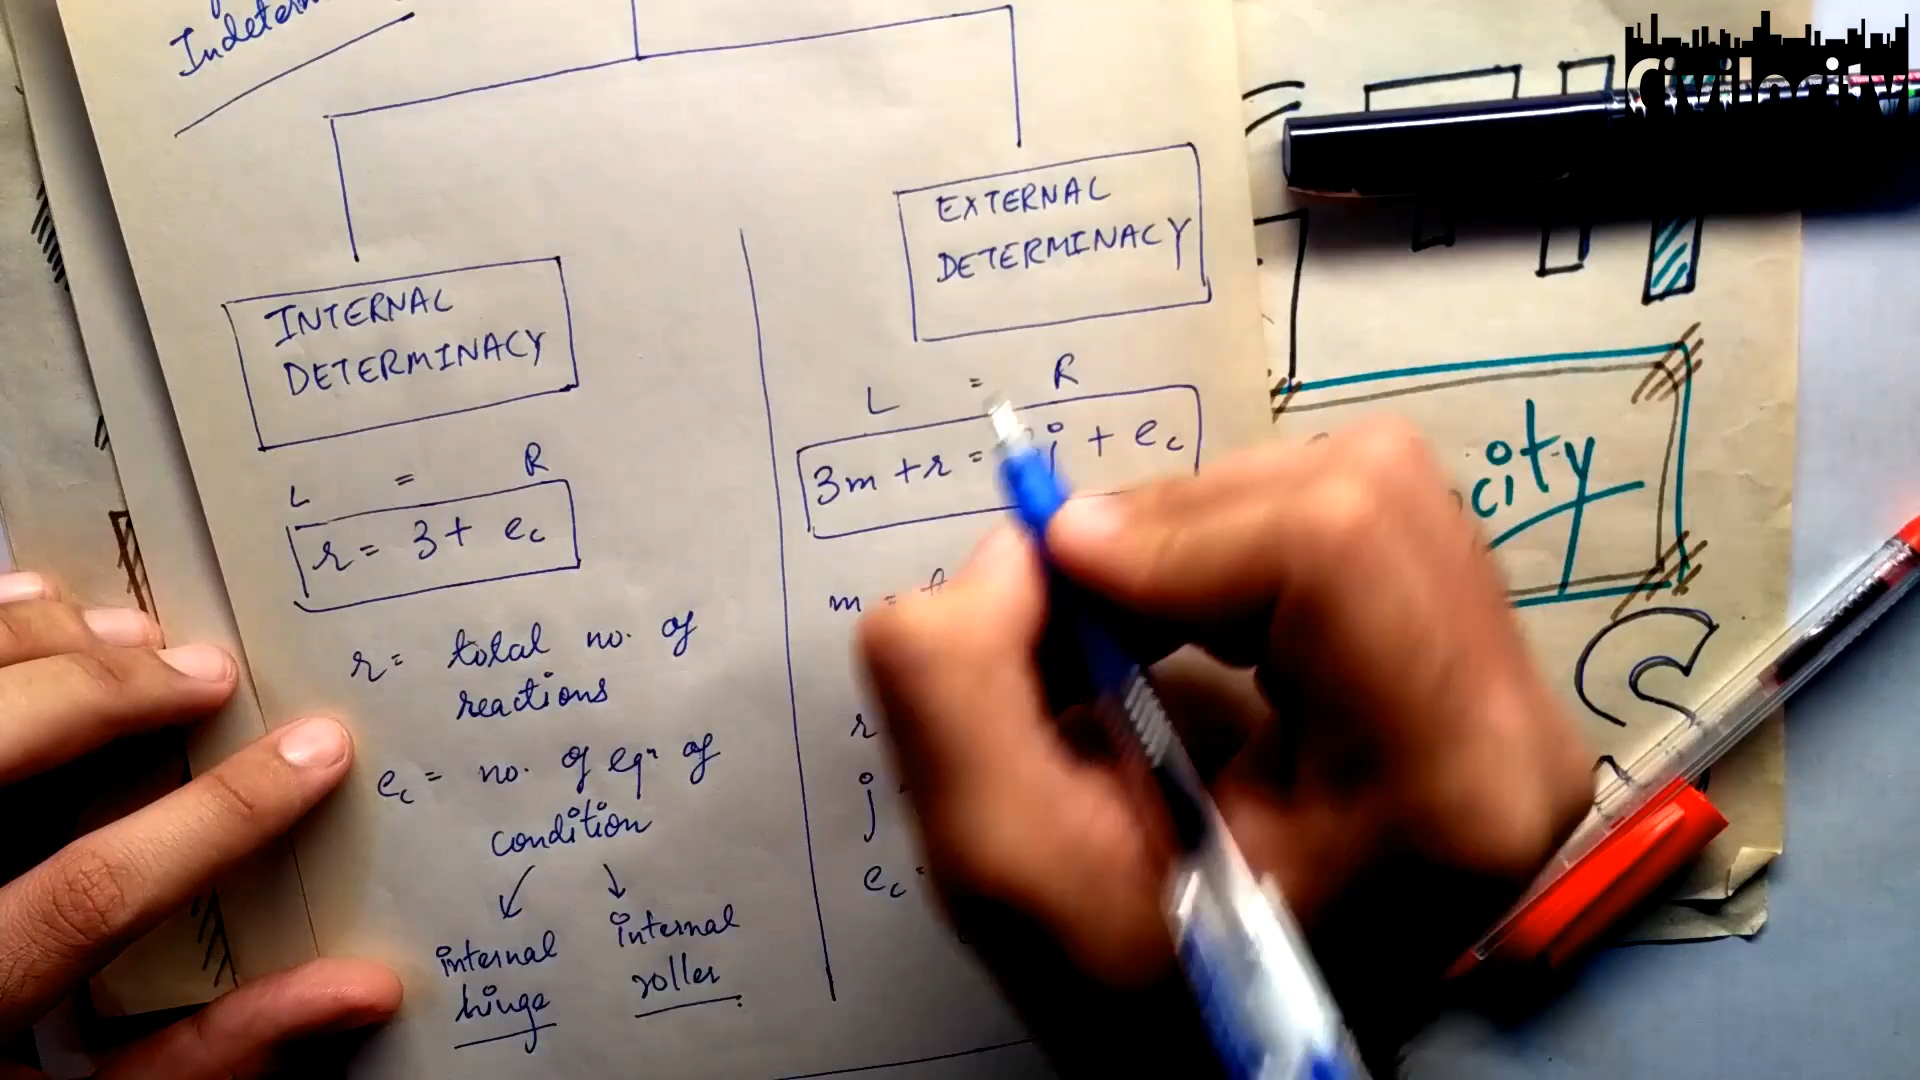 INTERNAL
DETERMINACY
L = R
r = 3 + ec
r = total no. of
reactions
ec = no. of eqn of
condition
internal
hinge
internal
roller
EXTERNAL
DETERMINACY
L = R
3m + r = j + ec
m =
r
j
ec =
city
Civilocity